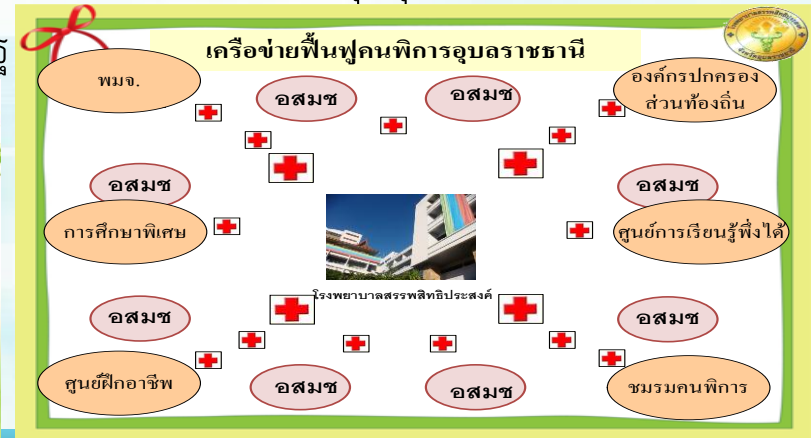 เครือข่ายฟื้นฟูคนพิการอุบลราชธานี
พมจ.
อสมช
อสมช
องค์กรปกครอง
ส่วนท้องถิ่น
อสมช
อสมช
การศึกษาพิเศษ
ศูนย์การเรียนรู้พึ่งได้
โรงพยาบาลสรรพสิทธิประสงค์
อสมช
อสมช
ศูนย์ฝึกอาชีพ
อสมช
อสมช
ชมรมคนพิการ